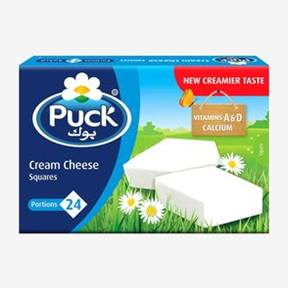 NEW CREAMIER TASTE
Puck
بوك
VITAMINS A&D
CALCIUM
Cream Cheese
Squares
Portions 24